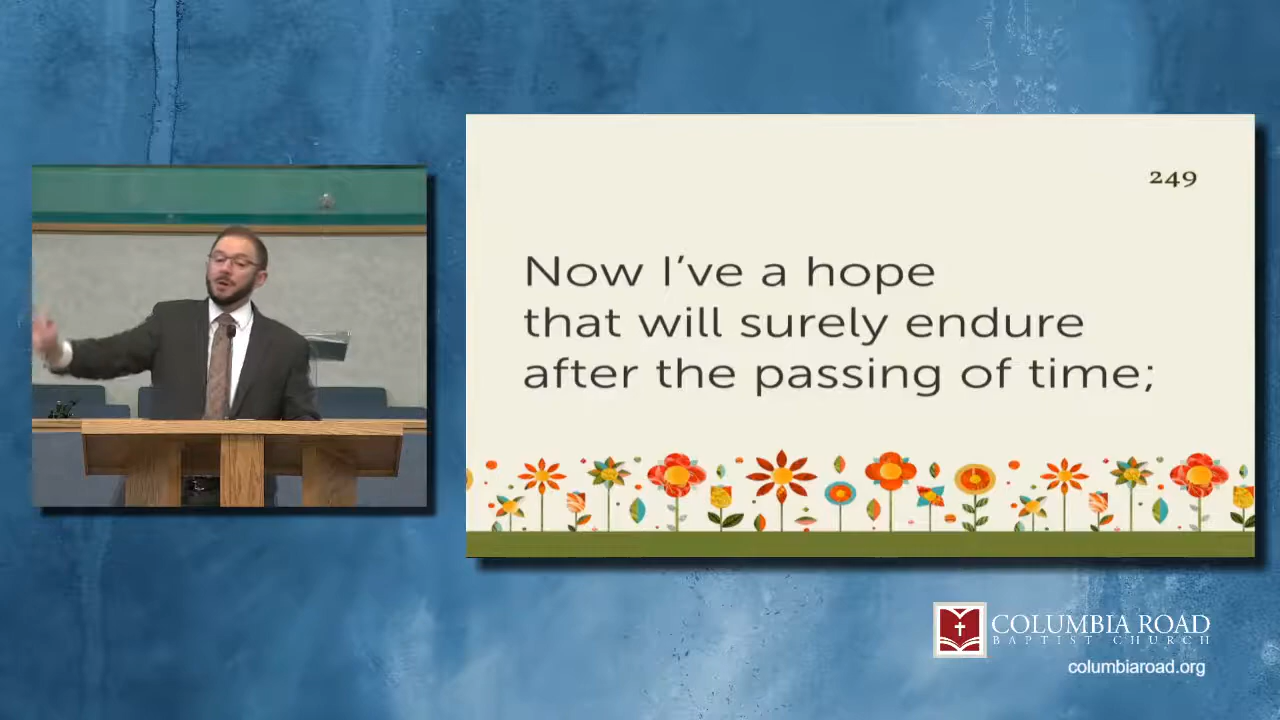 249
Now I've a hope
that will surely endure
after the passing of time;
COLUMBIA ROAD
BAPTIST CHURCH
columbiaroad.org